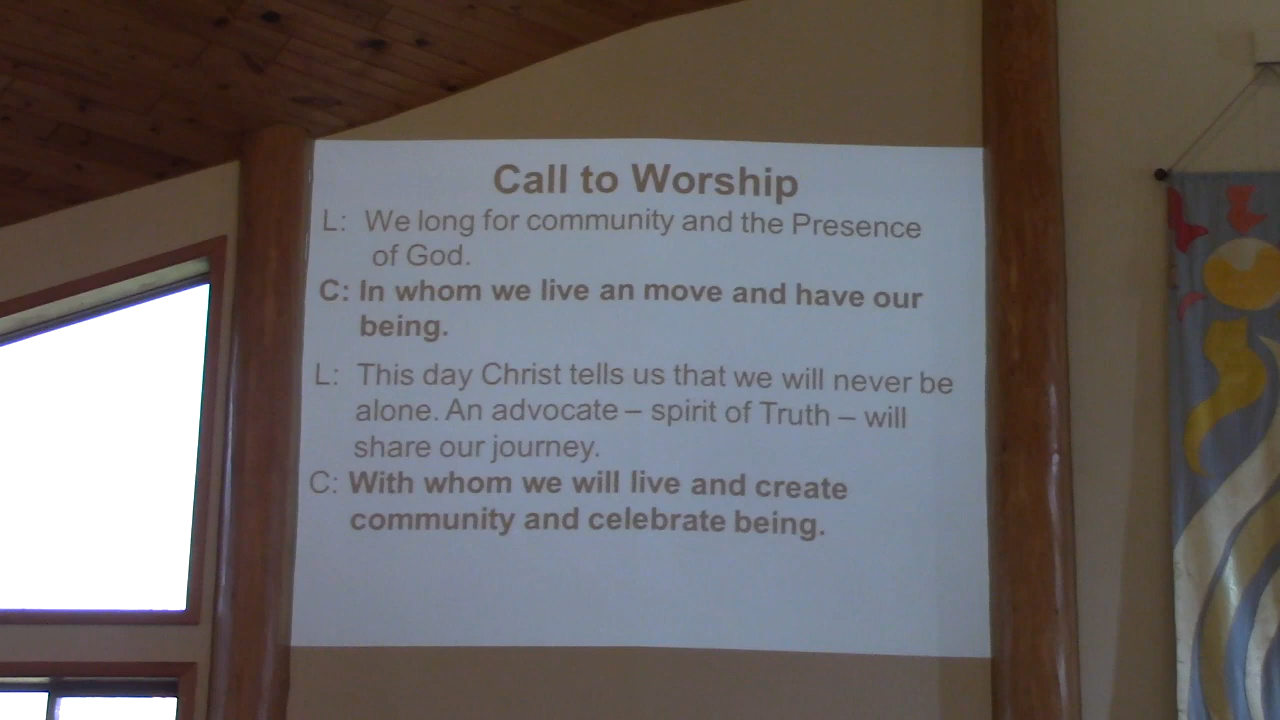 Call to Worship
L: We long for community and the Presence
of God.
C: In whom we live an move and have our
being.
L: This day Christ tells us that we will never be
alone. An advocate – spirit of Truth – will
share our journey.
C: With whom we will live and create
community and celebrate being.